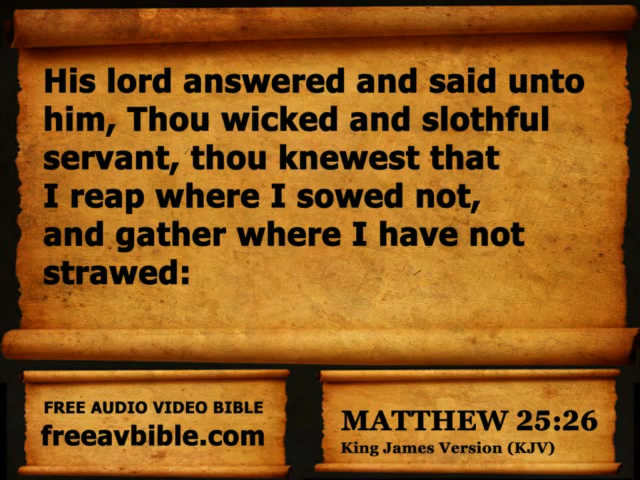 His lord answered and said unto
him, Thou wicked and slothful
servant, thou knewest that
I reap where I sowed not,
and gather where I have not
strawed:
FREE AUDIO VIDEO BIBLE
freeavbible.com
MATTHEW 25:26
King James Version (KJV)